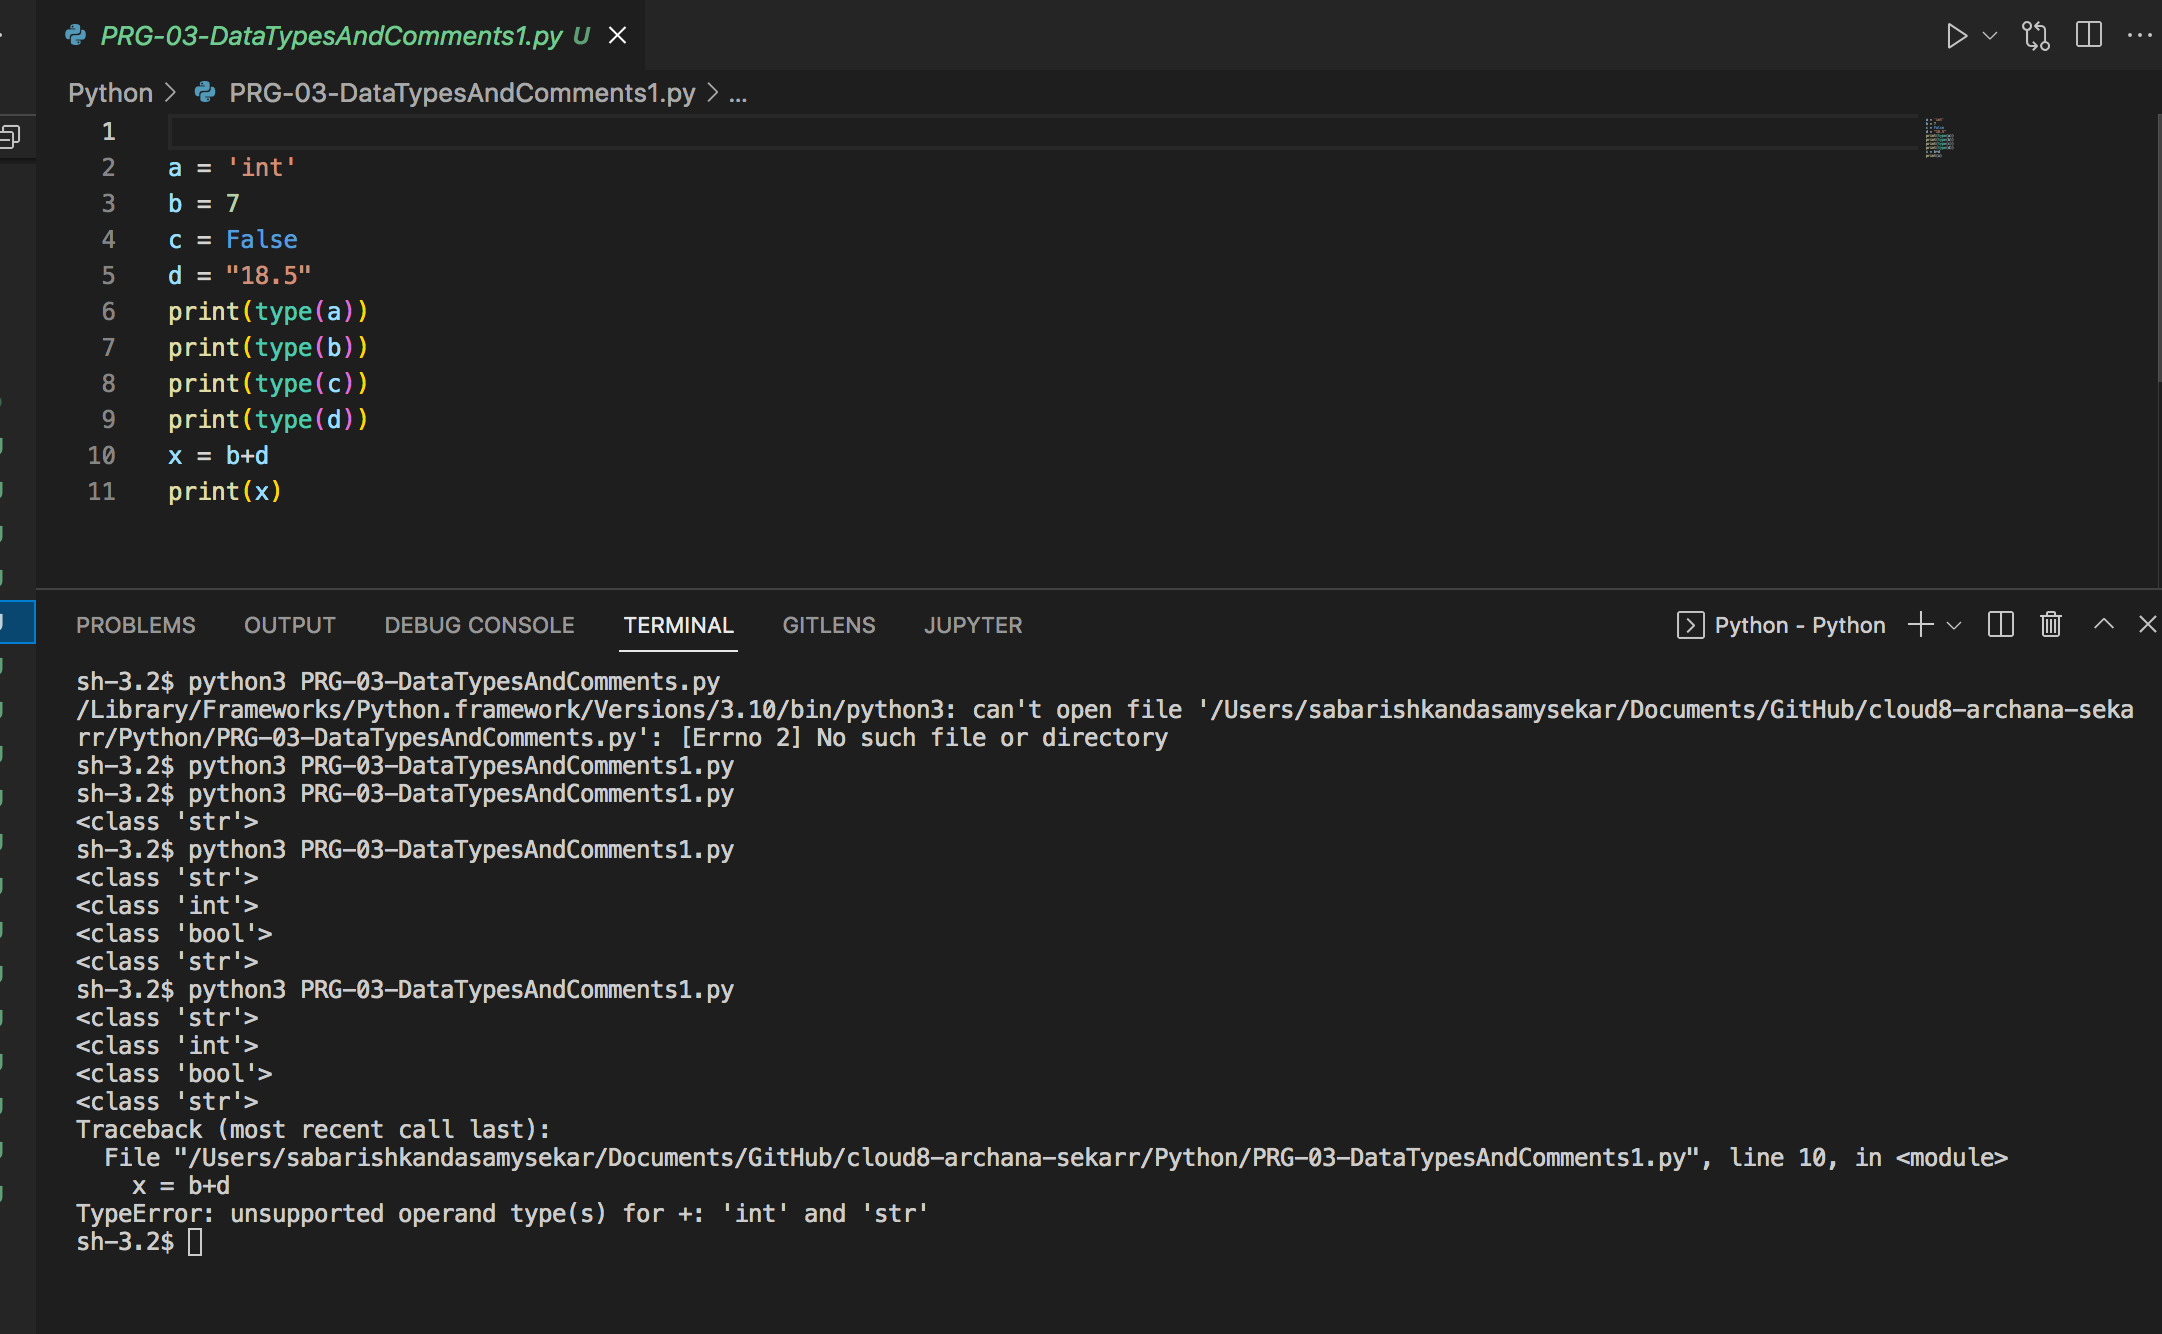 PRG-03-DataTypesAndComments1.py U
Python > PRG-03-DataTypesAndComments1.py > ...
1
2 a = 'int'
3 b = 7
4 c = False
5 d = "18.5"
6 print(type(a))
7 print(type(b))
8 print(type(c))
9 print(type(d))
10 x = b+d
11 print(x)
PROBLEMS OUTPUT DEBUG CONSOLE TERMINAL GITLENS JUPYTER Python - Python
sh-3.2$ python3 PRG-03-DataTypesAndComments.py
/Library/Frameworks/Python.framework/Versions/3.10/bin/python3: can't open file '/Users/sabarishkandasamysekar/Documents/GitHub/cloud8-archana-seka
rr/Python/PRG-03-DataTypesAndComments.py': [Errno 2] No such file or directory
sh-3.2$ python3 PRG-03-DataTypesAndComments1.py
sh-3.2$ python3 PRG-03-DataTypesAndComments1.py
<class 'str'>
sh-3.2$ python3 PRG-03-DataTypesAndComments1.py
<class 'str'>
<class 'int'>
<class 'bool'>
<class 'str'>
sh-3.2$ python3 PRG-03-DataTypesAndComments1.py
<class 'str'>
<class 'int'>
<class 'bool'>
<class 'str'>
Traceback (most recent call last):
  File "/Users/sabarishkandasamysekar/Documents/GitHub/cloud8-archana-sekarr/Python/PRG-03-DataTypesAndComments1.py", line 10, in <module>
    x = b+d
TypeError: unsupported operand type(s) for +: 'int' and 'str'
sh-3.2$